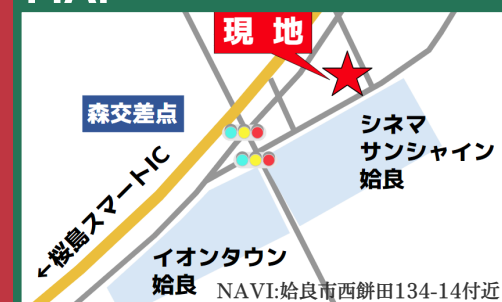 現 地
森交差点
シネマ
サンシャイン
姶良
←桜島スマートIC
イオンタウン
姶良
NAVI:姶良市西餅田134-14付近